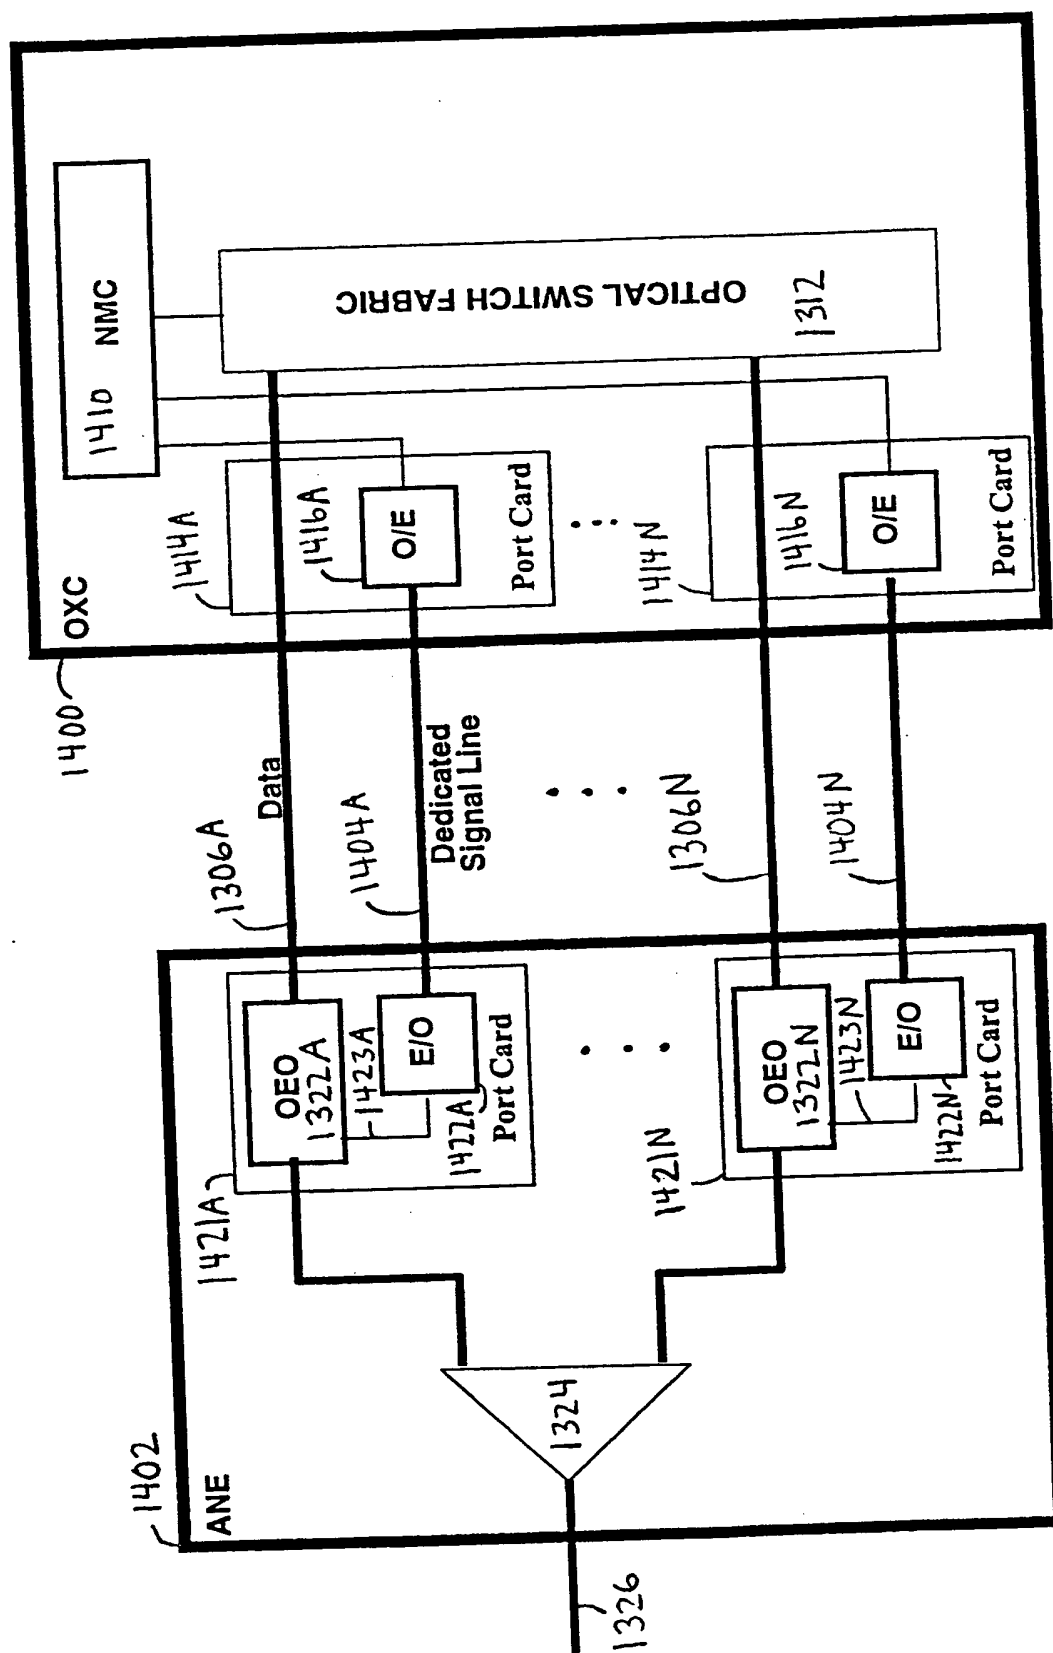 1402
ANE
1326
1324
1421A
OEO
1322A
1423A
E/O
1422A
Port Card
1421N
OEO
1322N
1423N
E/O
1422N
Port Card
1306A
Data
1404A
Dedicated
Signal Line
1306N
1404N
1400
OXC
1410 NMC
1414A
1416A
O/E
Port Card
1414N
1416N
O/E
Port Card
OPTICAL SWITCH FABRIC
1312